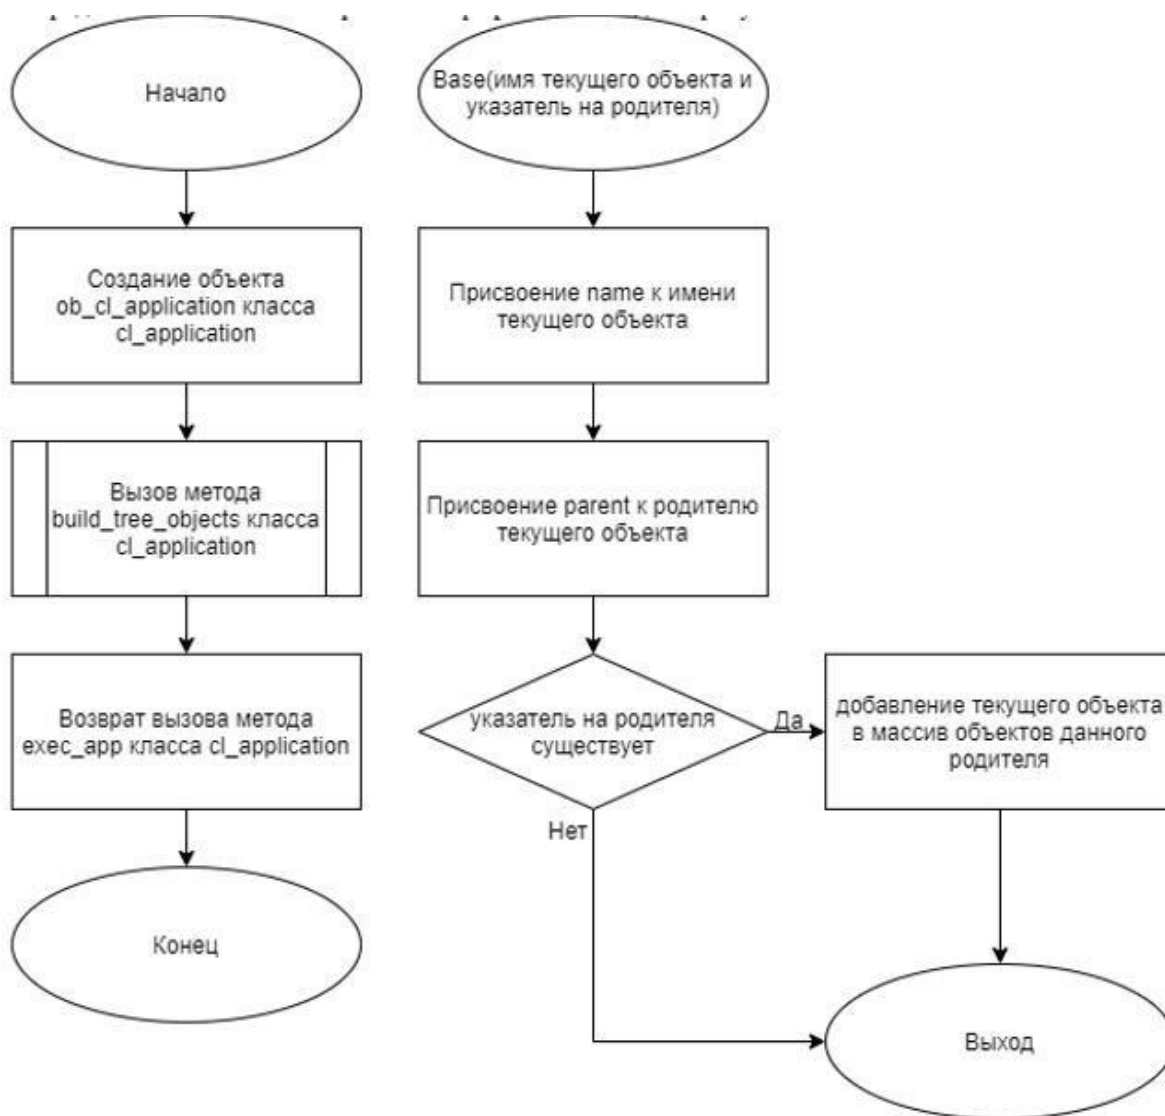 Начало
Создание объекта
ob_cl_application класса
cl_application
Вызов метода
build_tree_objects класса
cl_application
Возврат вызова метода
exec_app класса cl_application
Конец
Base(имя текущего объекта и
указатель на родителя)
Присвоение name к имени
текущего объекта
Присвоение parent к родителю
текущего объекта
указатель на родителя
существует
Да
Нет
добавление текущего объекта
в массив объектов данного
родителя
Выход